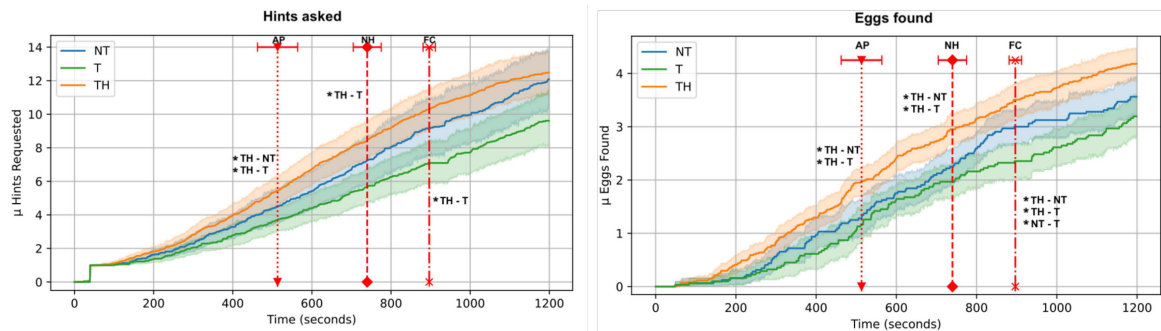 Hints asked
14
12
10
8
6
4
2
0
μ Hints Requested
NT
T
TH
AP
NH
FC
* TH - T
* TH - NT
* TH - T
* TH - T
0
200
400
600
800
1000
1200
Time (seconds)
Eggs found
4
3
2
1
0
μ Eggs Found
NT
T
TH
AP
NH
FC
* TH - NT
* TH - T
* TH - NT
* TH - T
* TH - NT
* TH - T
* NT - T
0
200
400
600
800
1000
1200
Time (seconds)